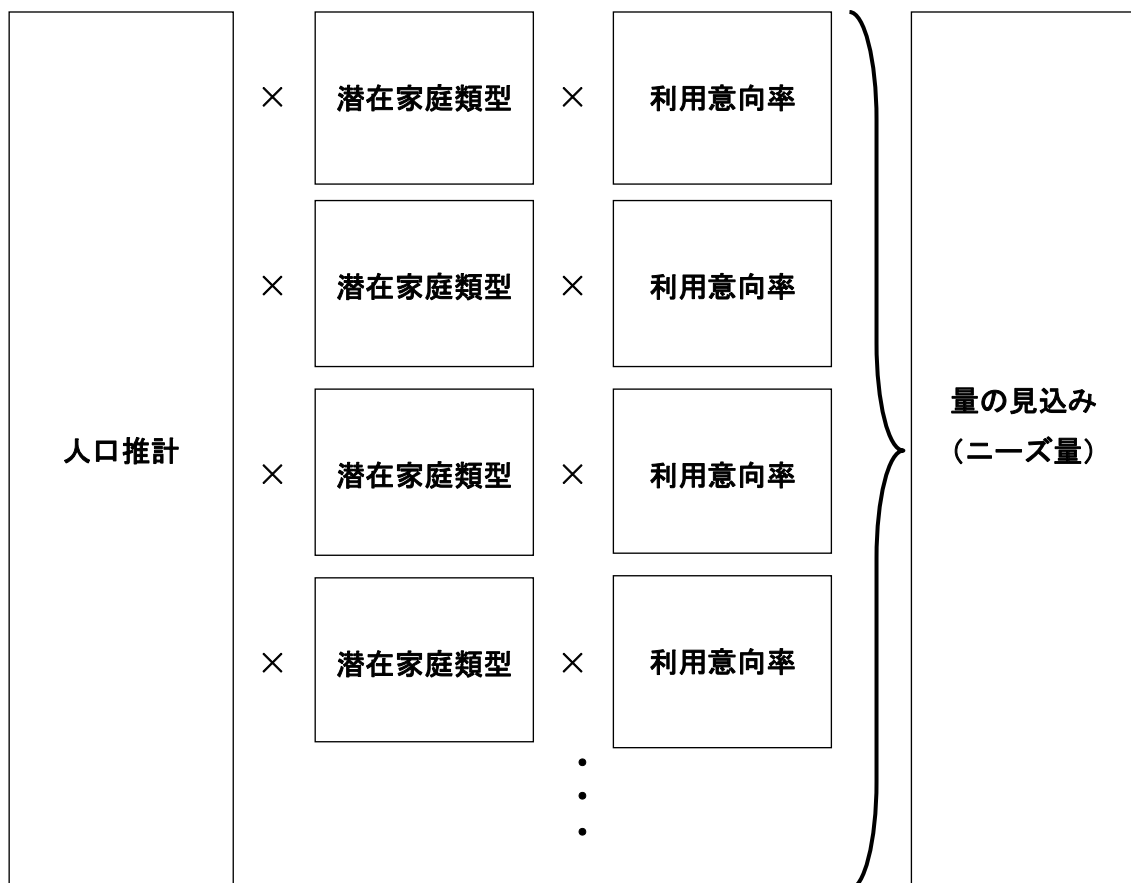 人口推計
× 潜在家庭類型 × 利用意向率
× 潜在家庭類型 × 利用意向率
× 潜在家庭類型 × 利用意向率
× 潜在家庭類型 × 利用意向率
・
・
・
量の見込み
（ニーズ量）